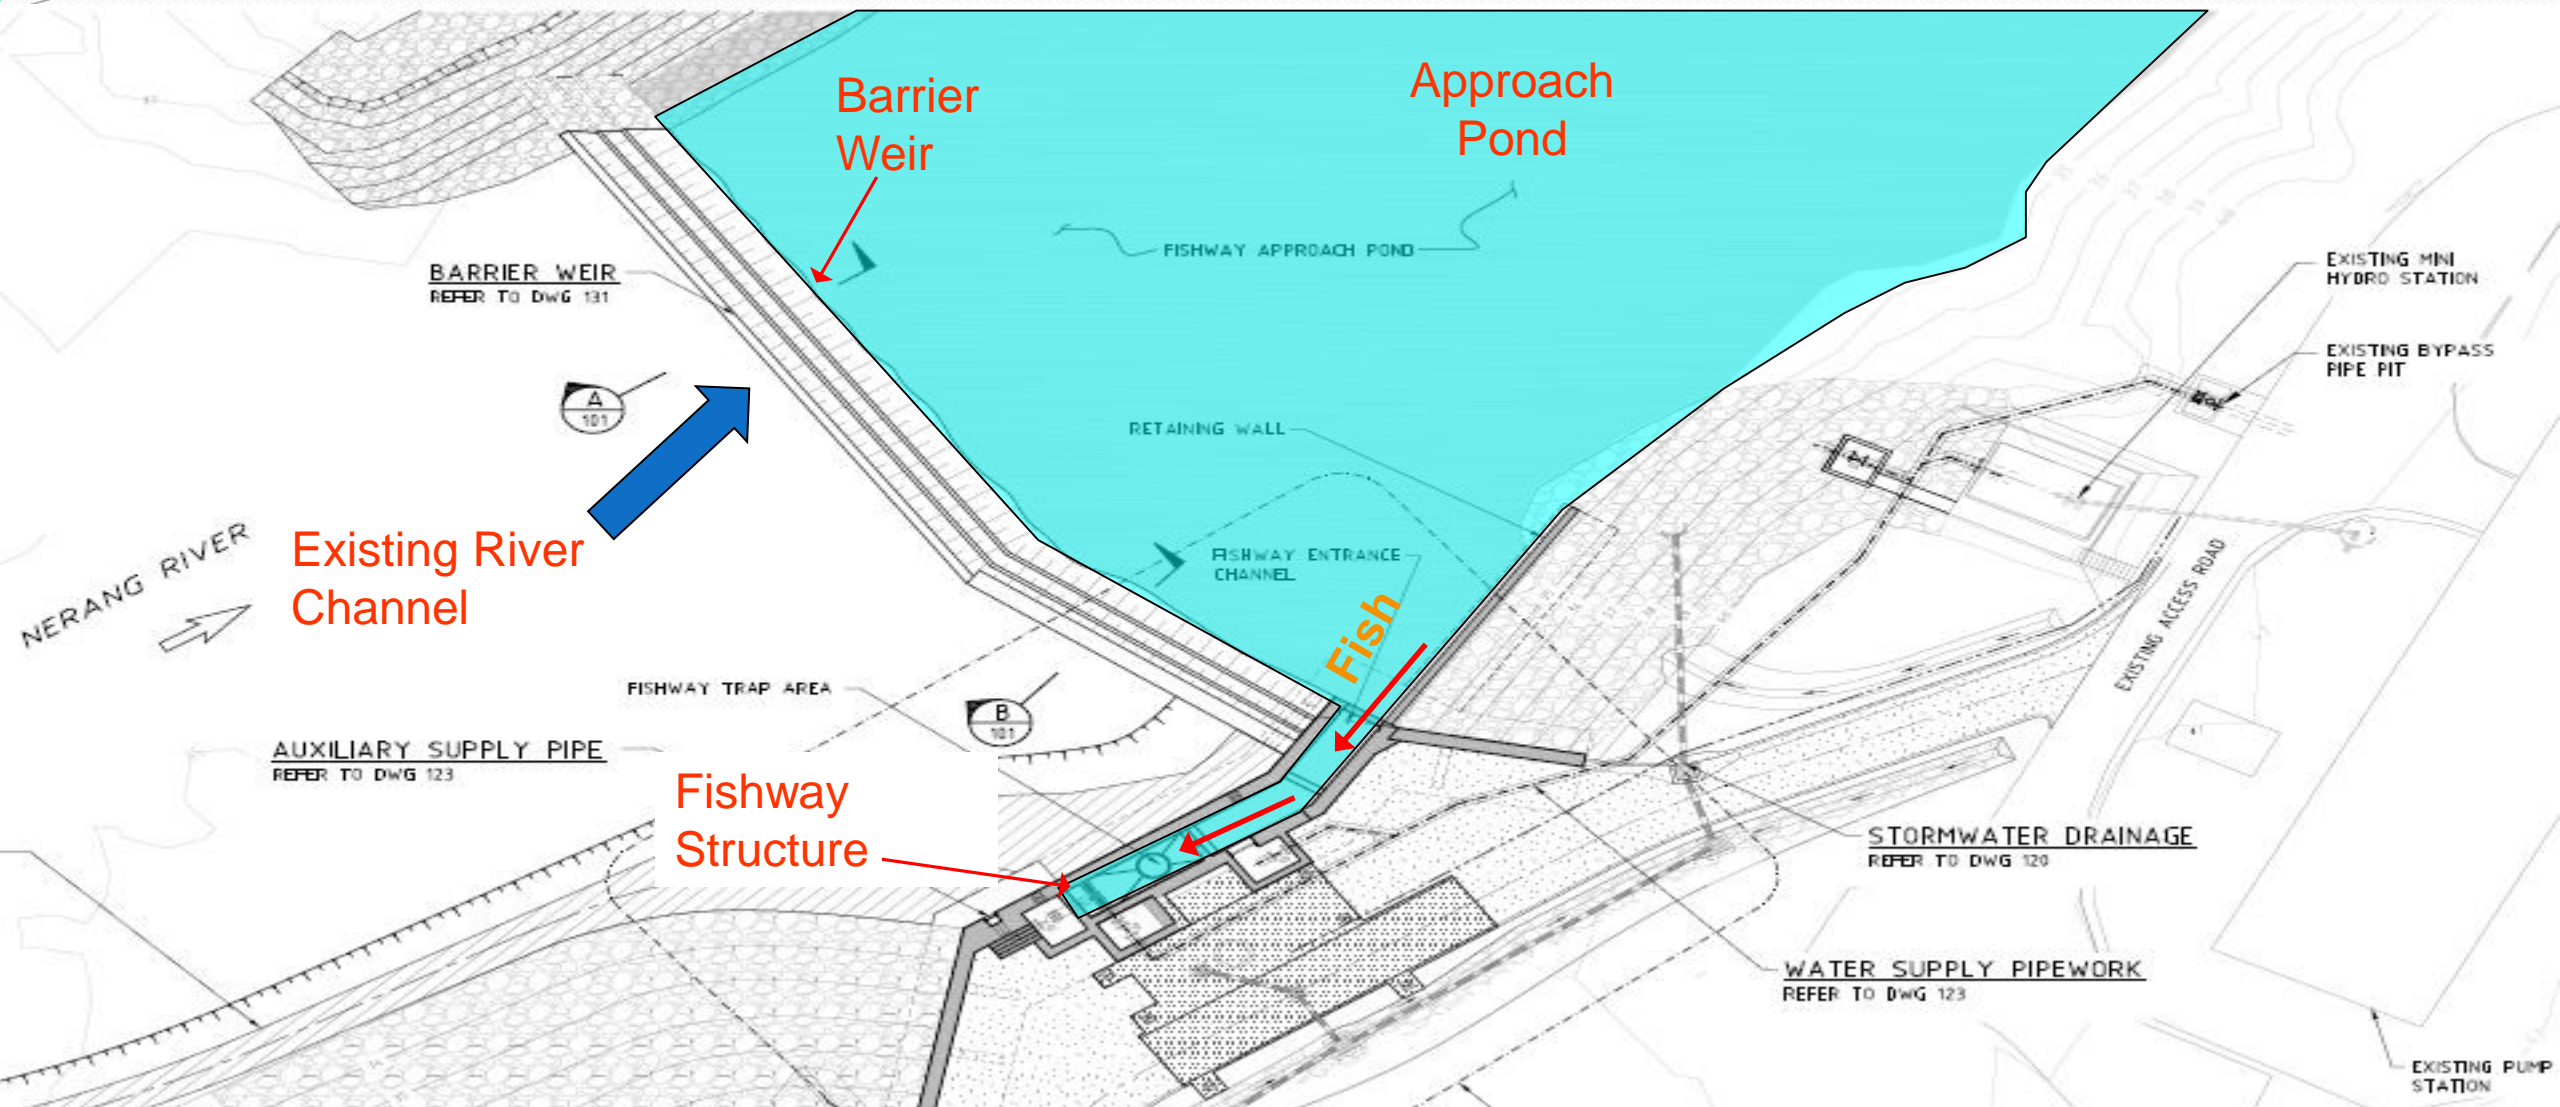 Barrier
Weir
Approach
Pond
FISHWAY APPROACH POND
BARRIER WEIR
REFER TO DWG 131
EXISTING MINI
HYDRO STATION
EXISTING BYPASS
PIPE PIT
A
101
RETAINING WALL
NERANG RIVER
Existing River
Channel
FISHWAY ENTRANCE
CHANNEL
Fish
EXISTING ACCESS ROAD
FISHWAY TRAP AREA
B
101
AUXILIARY SUPPLY PIPE
REFER TO DWG 123
Fishway
Structure
STORMWATER DRAINAGE
REFER TO DWG 120
WATER SUPPLY PIPEWORK
REFER TO DWG 123
EXISTING PUMP
STATION